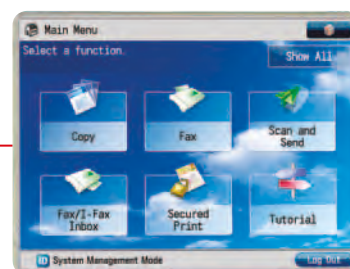 Main Menu
Select a function.
Show All
Copy
Fax
Scan and
Send
Fax/I-Fax
Inbox
Secured
Print
Tutorial
ID System Management Mode
Log Out